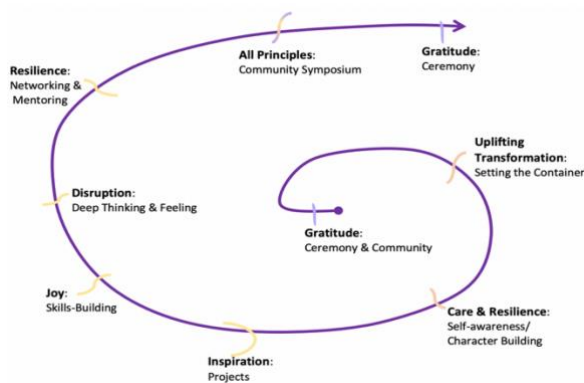 All Principles:
Community Symposium
Gratitude:
Ceremony
Resilience:
Networking &
Mentoring
Uplifting
Transformation:
Setting the Container
Disruption:
Deep Thinking & Feeling
Gratitude:
Ceremony & Community
Joy:
Skills-Building
Care & Resilience:
Self-awareness/
Character Building
Inspiration:
Projects